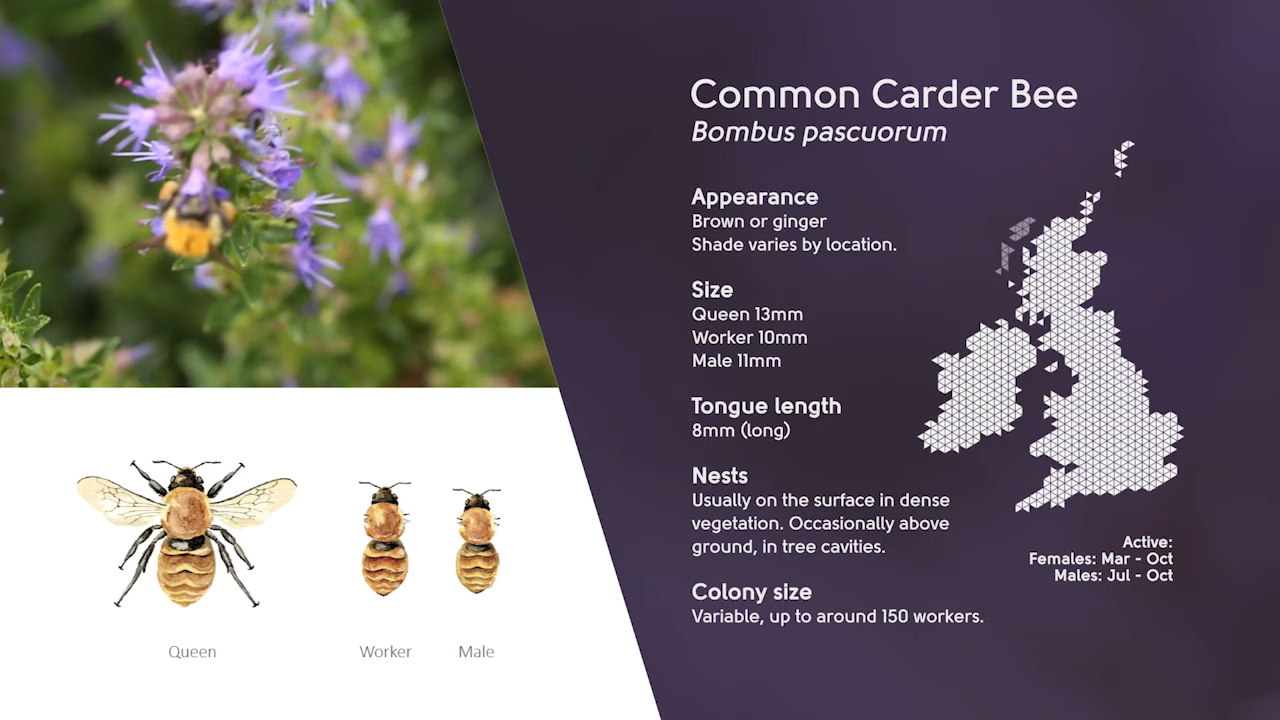 Common Carder Bee
Bombus pascuorum
Appearance
Brown or ginger
Shade varies by location.
Size
Queen 13mm
Worker 10mm
Male 11mm
Tongue length
8mm (long)
Nests
Usually on the surface in dense
vegetation. Occasionally above
ground, in tree cavities.
Colony size
Variable, up to around 150 workers.
Active:
Females: Mar - Oct
Males: Jul - Oct
Queen
Worker
Male